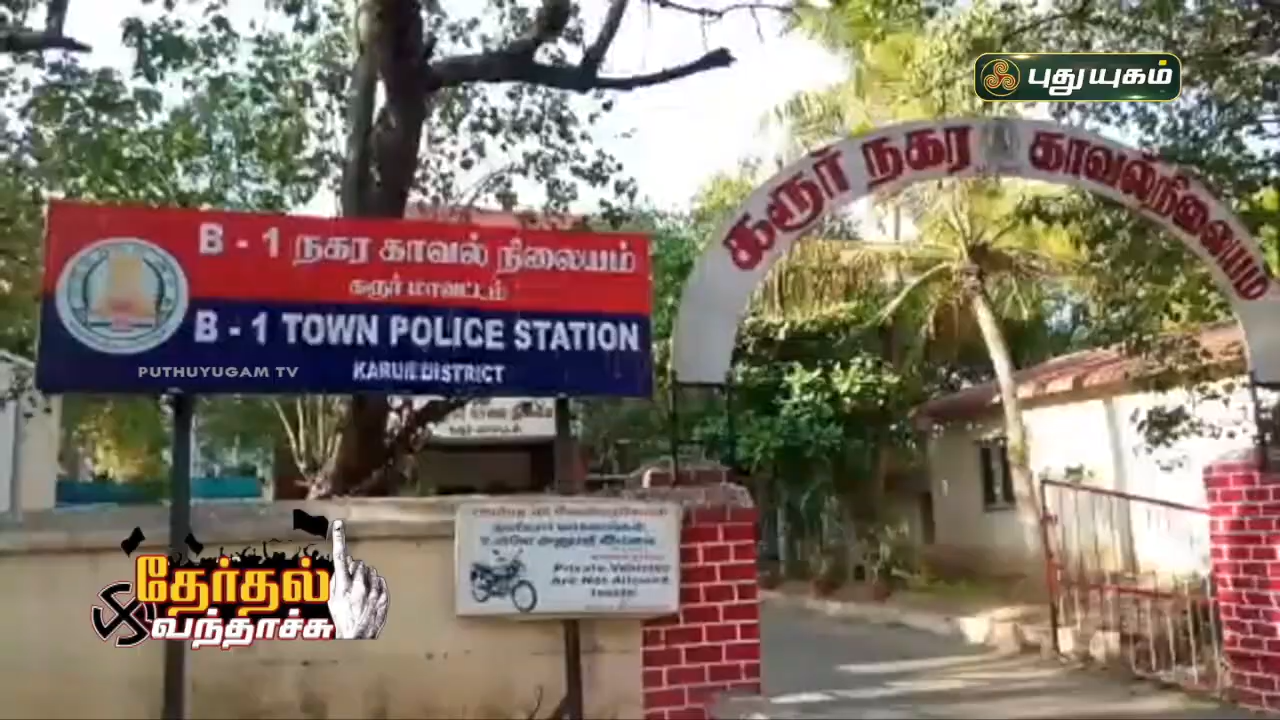 புதுயுகம்
கரூர் நகர காவல்நிலையம்
B - 1 நகர காவல் நிலையம்
கரூர் மாவட்டம்
B - 1 TOWN POLICE STATION
KARUR DISTRICT
PUTHUYUGAM TV
Private Vehicles
Are Not Allowed
Inside
தேர்தல்
வந்தாச்சு